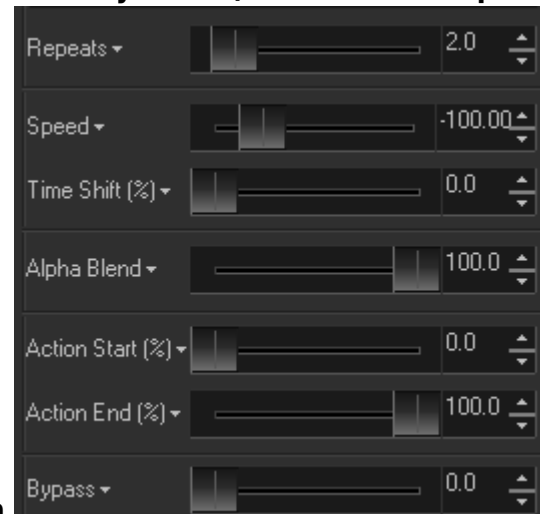 Repeats 2.0
Speed -100.00
Time Shift (%) 0.0
Alpha Blend 100.0
Action Start (%) 0.0
Action End (%) 100.0
Bypass 0.0